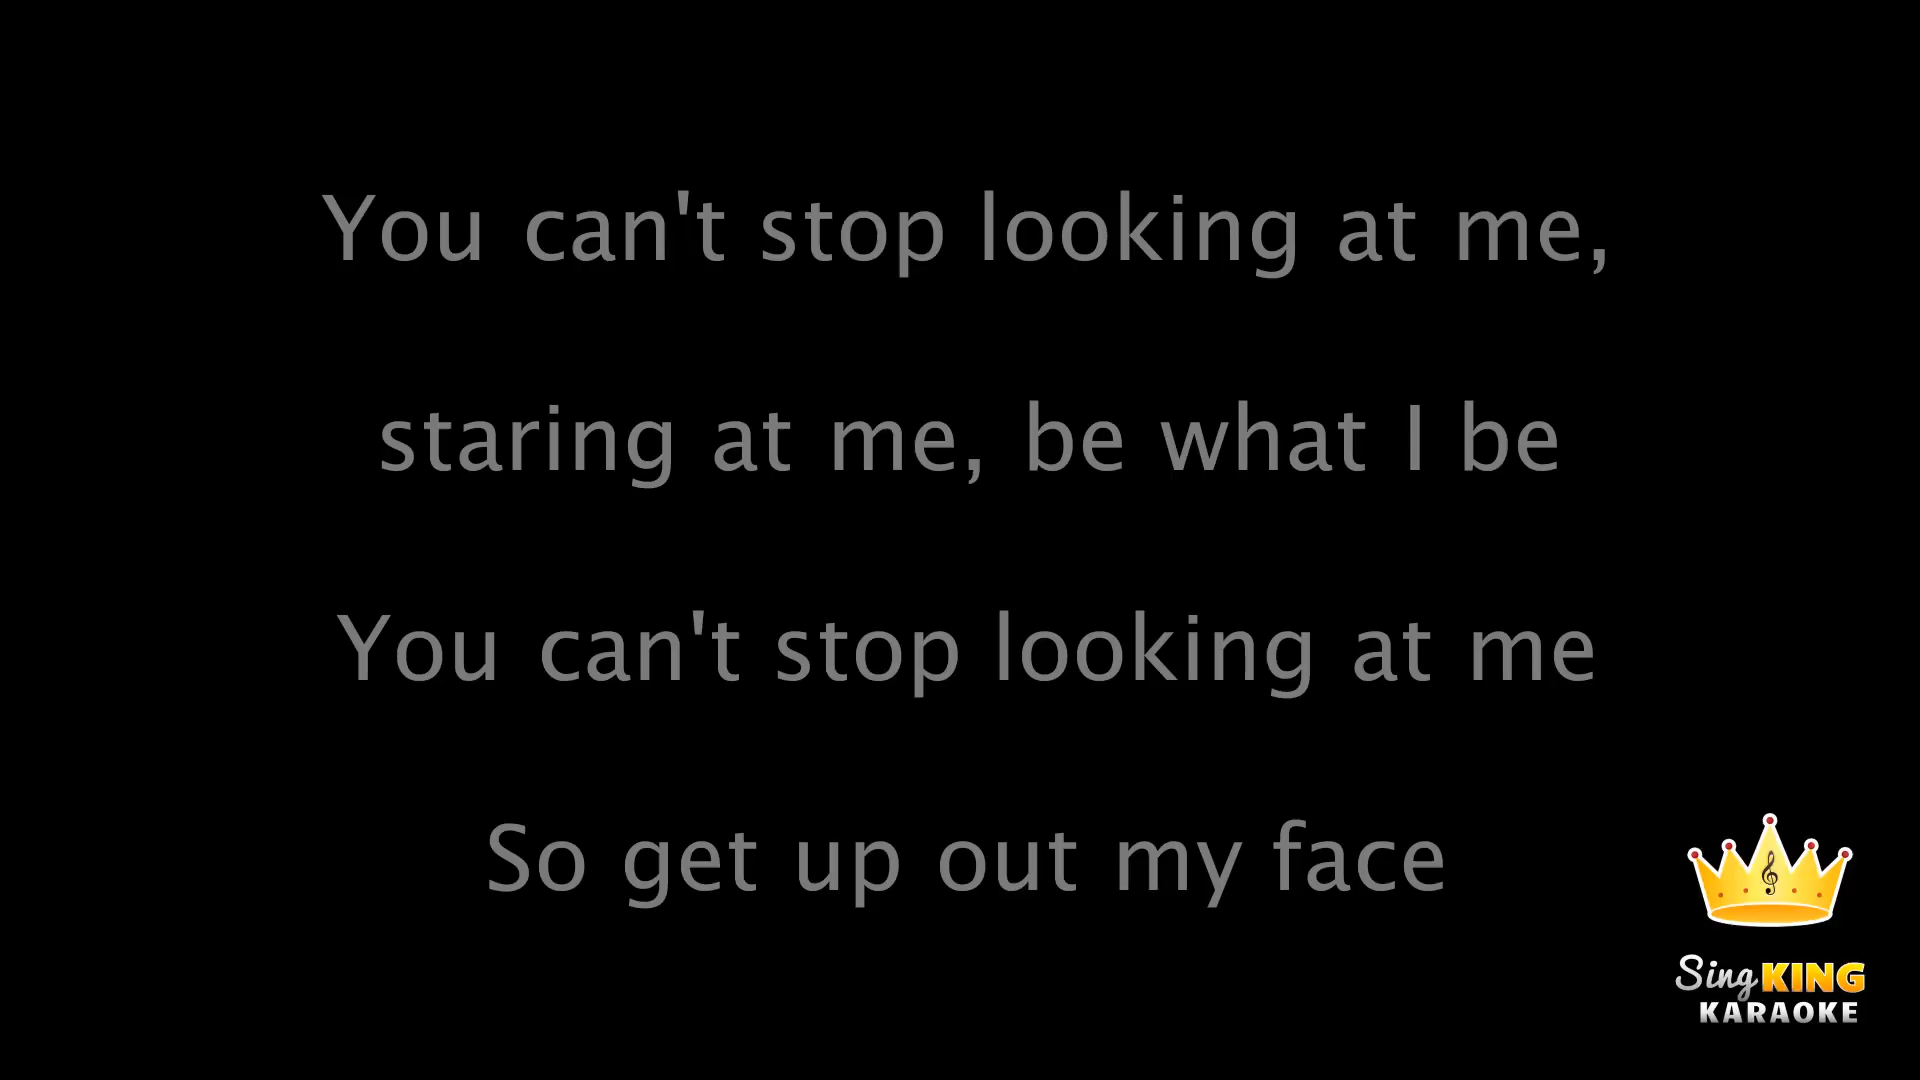 You can't stop looking at me,
staring at me, be what I be
You can't stop looking at me
So get up out my face
Sing KING
KARAOKE